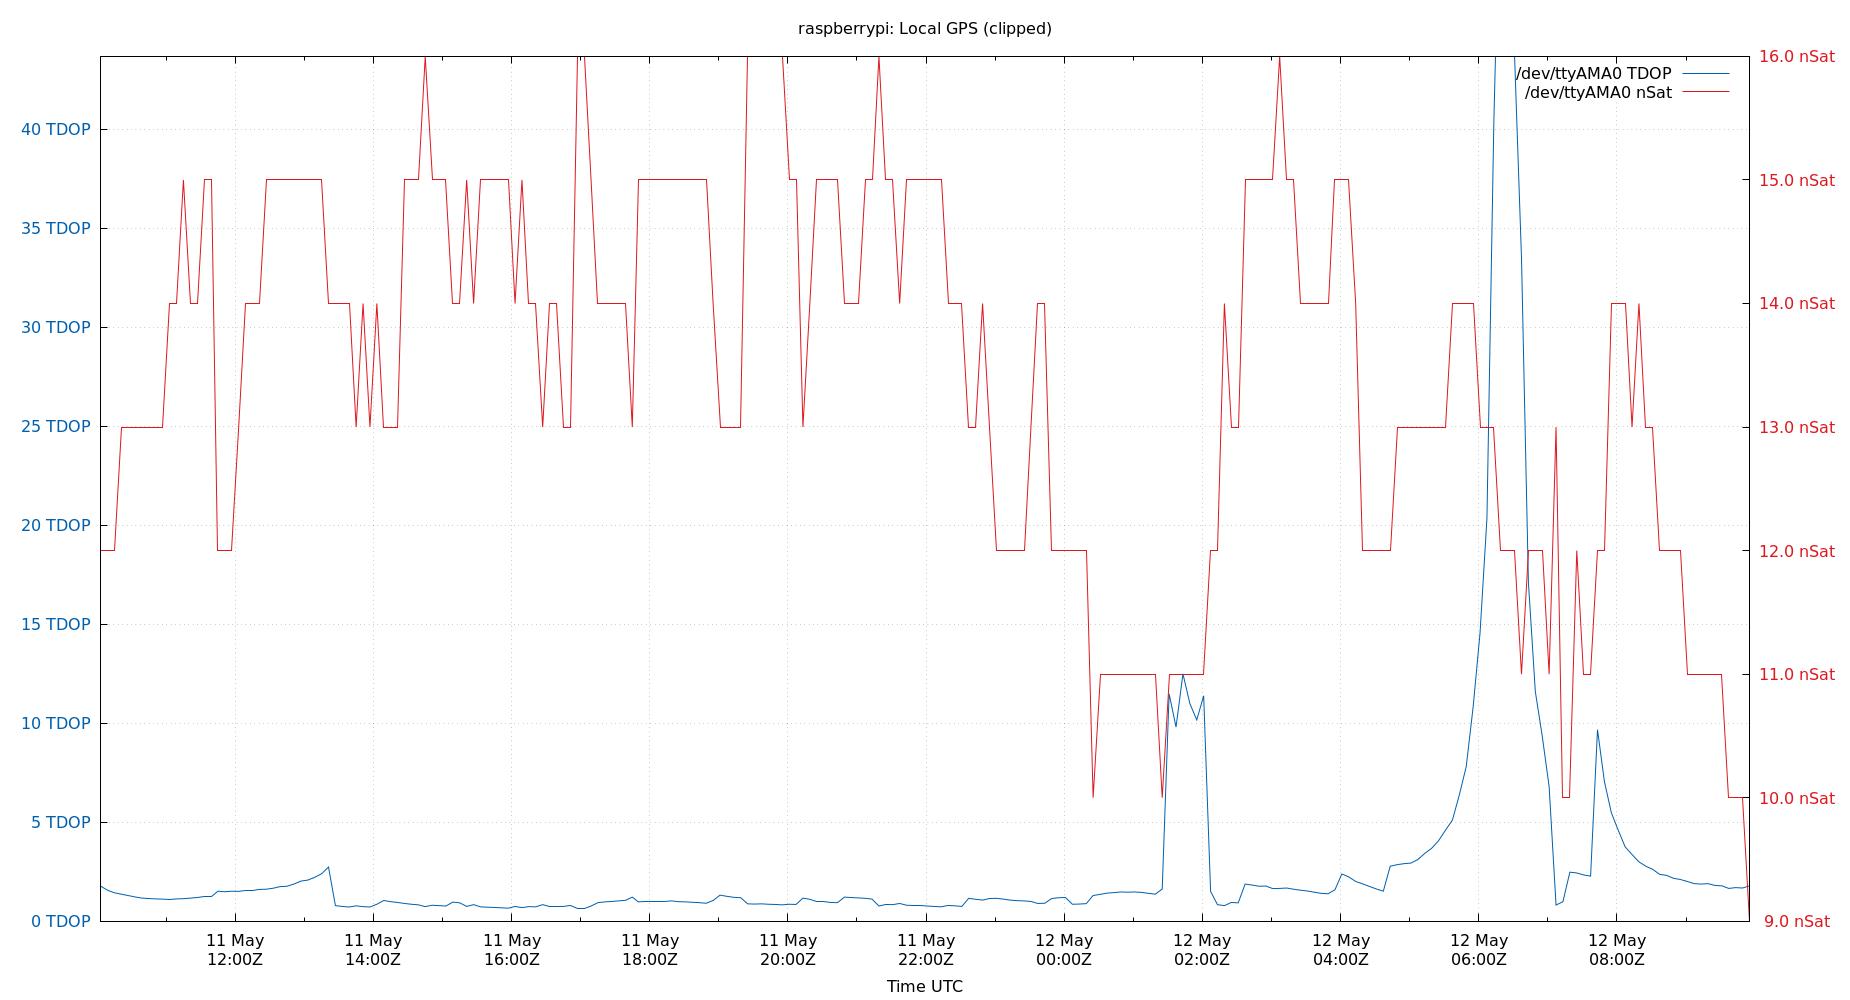 raspberrypi: Local GPS (clipped)
/dev/ttyAMA0 TDOP
/dev/ttyAMA0 nSat
40 TDOP
35 TDOP
30 TDOP
25 TDOP
20 TDOP
15 TDOP
10 TDOP
5 TDOP
0 TDOP
16.0 nSat
15.0 nSat
14.0 nSat
13.0 nSat
12.0 nSat
11.0 nSat
10.0 nSat
9.0 nSat
11 May
12:00Z
11 May
14:00Z
11 May
16:00Z
11 May
18:00Z
11 May
20:00Z
11 May
22:00Z
12 May
00:00Z
12 May
02:00Z
12 May
04:00Z
12 May
06:00Z
12 May
08:00Z
Time UTC